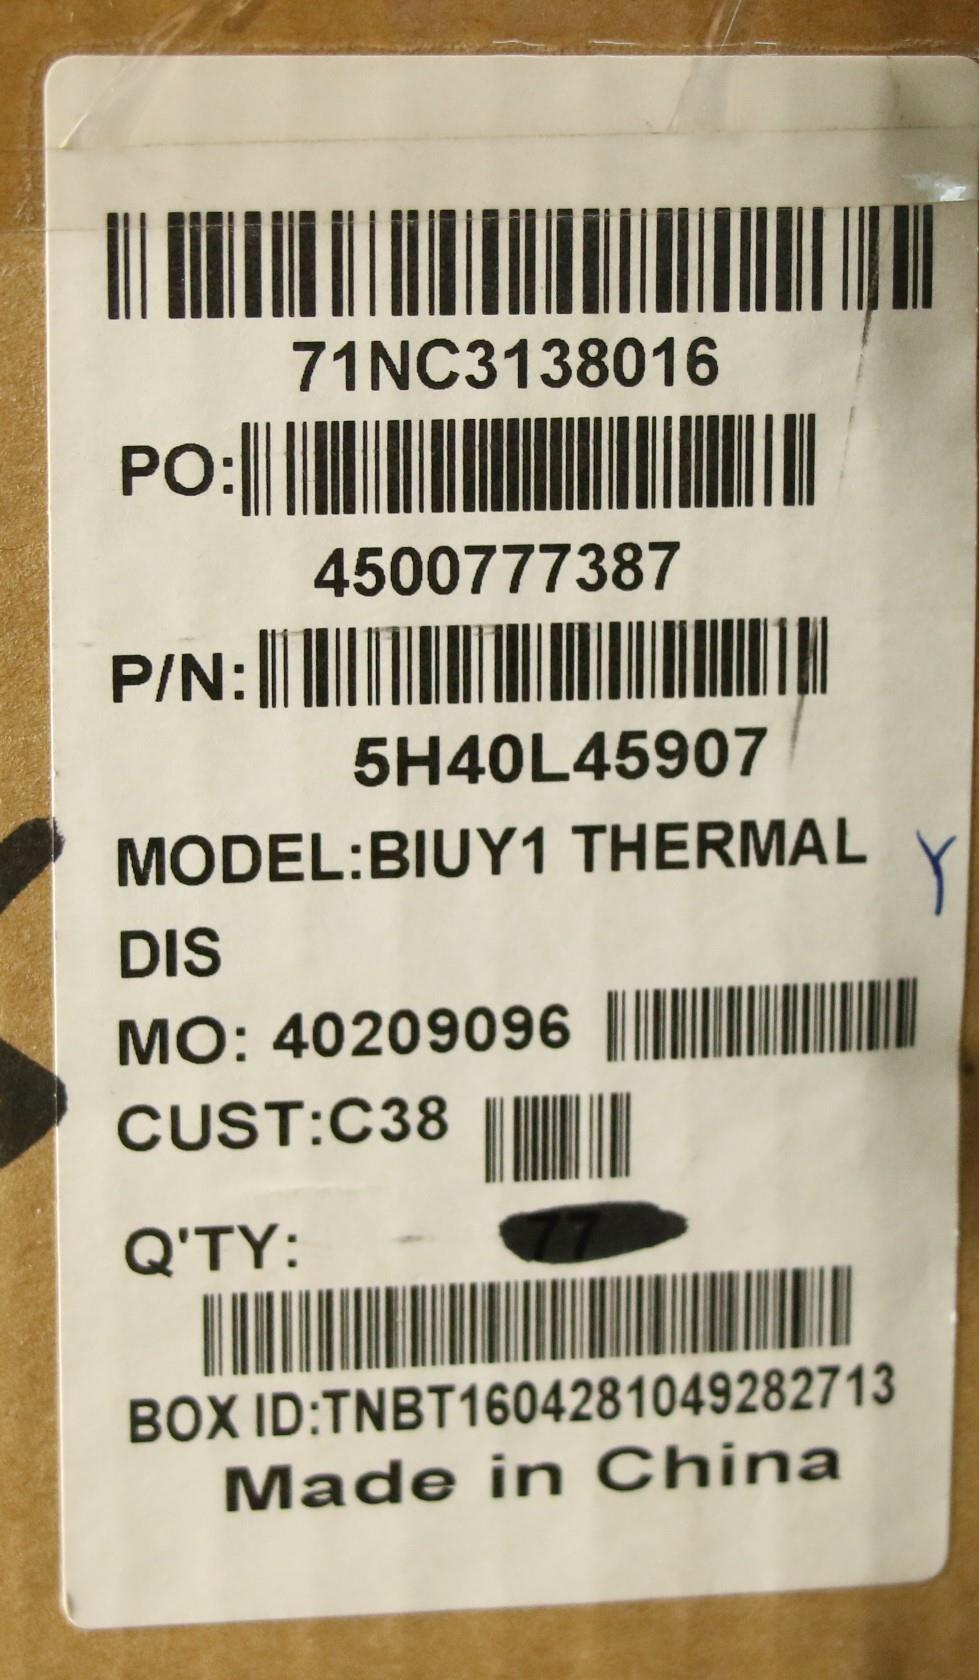 71NC3138016
PO:
4500777387
P/N:
5H40L45907
MODEL:BIUY1 THERMAL
Y
DIS
MO: 40209096
CUST:C38
Q'TY: 77
BOX ID:TNBT1604281049282713
Made in China